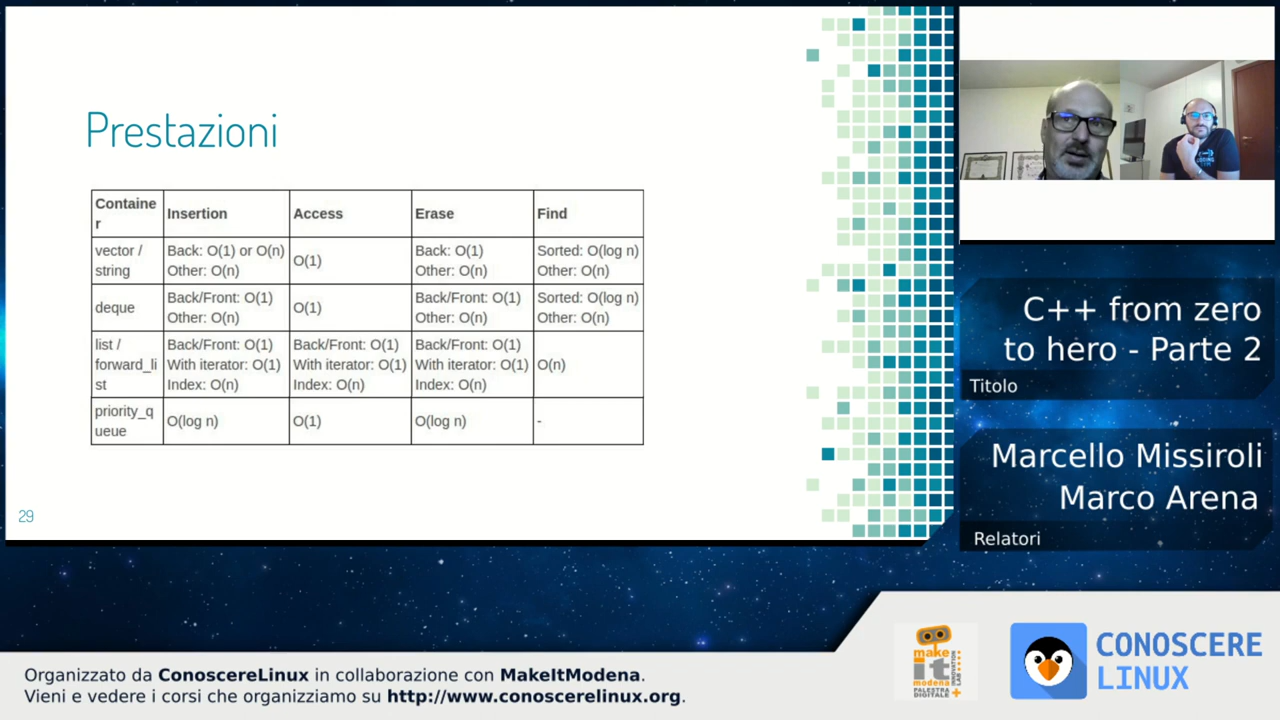 Prestazioni
Containe
r
Insertion
Access
Erase
Find
vector /
string
Back: O(1) or O(n)
Other: O(n)
O(1)
Back: O(1)
Other: O(n)
Sorted: O(log n)
Other: O(n)
deque
Back/Front: O(1)
Other: O(n)
O(1)
Back/Front: O(1)
Other: O(n)
Sorted: O(log n)
Other: O(n)
list /
forward_li
st
Back/Front: O(1)
With iterator: O(1)
Index: O(n)
Back/Front: O(1)
With iterator: O(1)
Index: O(n)
Back/Front: O(1)
With iterator: O(1)
Index: O(n)
O(n)
priority_q
ueue
O(log n)
O(1)
O(log n)
-
29
C++ from zero
to hero - Parte 2
Titolo
Marcello Missiroli
Marco Arena
Relatori
make
it
modena
PALESTRA
DIGITALE
CONOSCERE
LINUX
Organizzato da ConoscereLinux in collaborazione con MakeItModena.
Vieni e vedere i corsi che organizziamo su http://www.conoscerelinux.org.